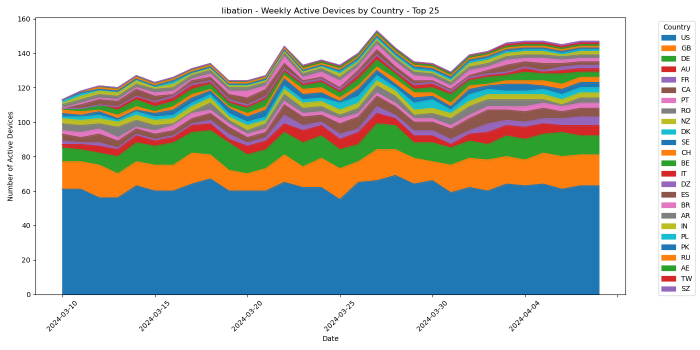 libation - Weekly Active Devices by Country - Top 25
160
140
120
100
80
60
40
20
0
Number of Active Devices
2024-03-10
2024-03-15
2024-03-20
2024-03-25
2024-03-30
2024-04-04
Date
Country
US
GB
DE
AU
FR
CA
PT
RO
NZ
DK
SE
CH
BE
IT
DZ
ES
BR
AR
IN
PL
PK
RU
AE
TW
SZ